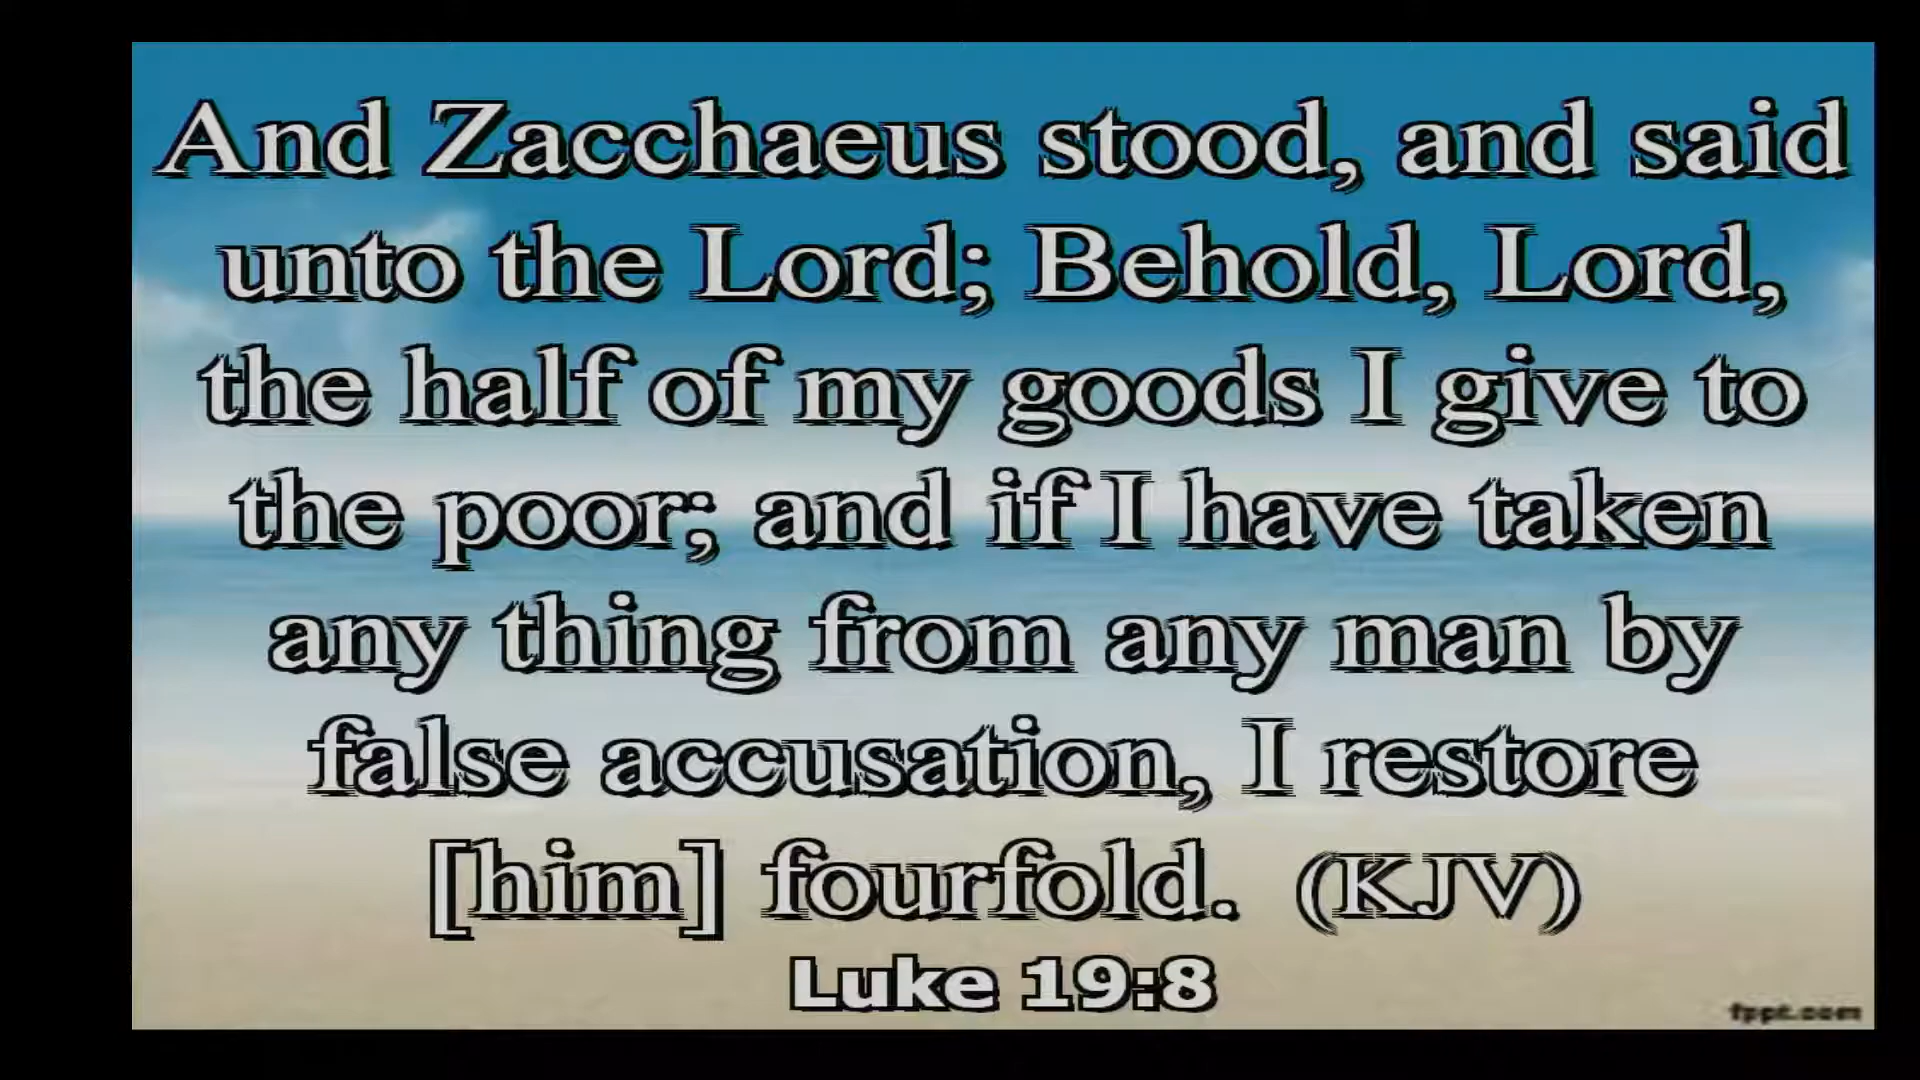 And Zacchaeus stood, and said
unto the Lord; Behold, Lord,
the half of my goods I give to
the poor; and if I have taken
any thing from any man by
false accusation, I restore
[him] fourfold. (KJV)
Luke 19:8
fppt.com